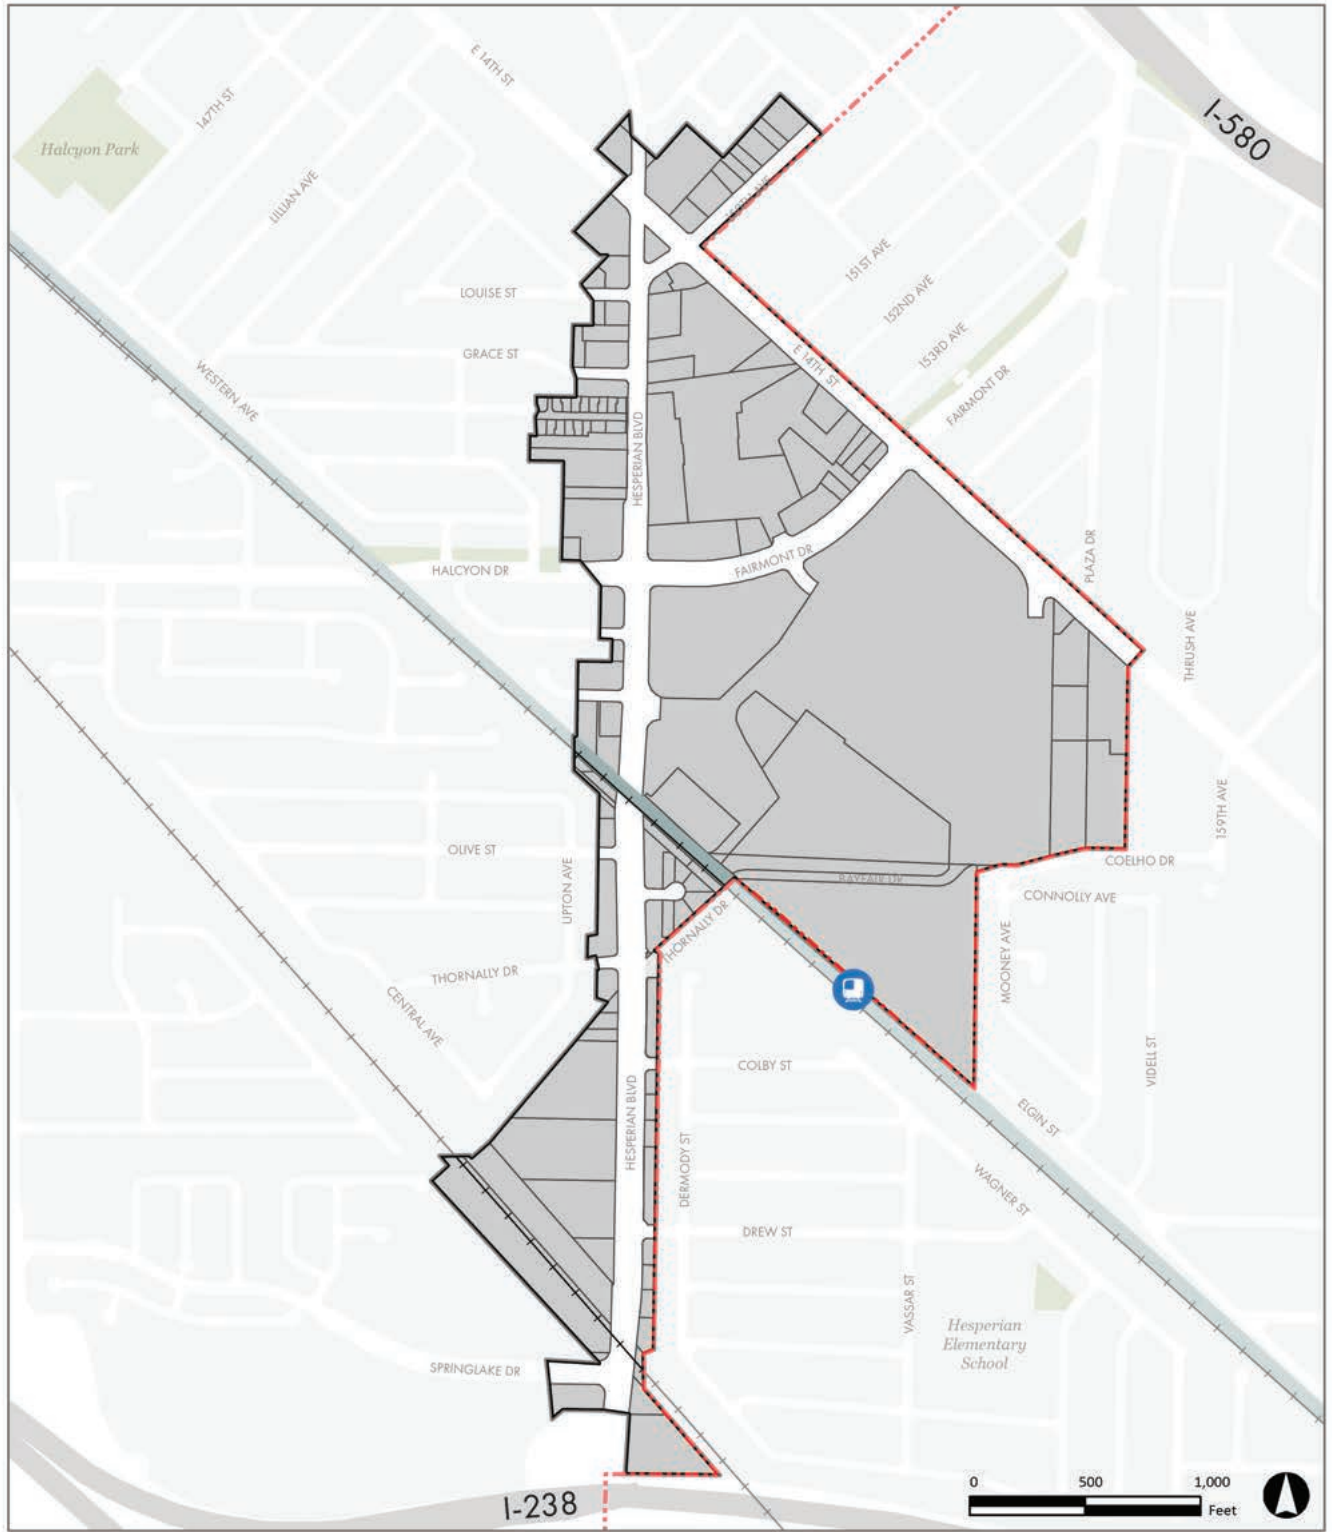 E 14TH ST
I-580
147TH ST
Halcyon Park
LILLIAN AVE
150TH AVE
151ST AVE
LOUISE ST
152ND AVE
153RD AVE
GRACE ST
E 14TH ST
WESTERN AVE
FAIRMONT DR
HESPERIAN BLVD
FAIRMONT DR
PLAZA DR
HALCYON DR
THRUSH AVE
159TH AVE
OLIVE ST
COELHO DR
BAYFAIR DR
LIPTON AVE
CONNOLLY AVE
THORNALLY DR
MOONEY AVE
THORNALLY DR
CENTRAL AVE
COLBY ST
VIDELL ST
HESPERIAN BLVD
ELGIN ST
DERMODY ST
WAGNER ST
DREW ST
VASSAR ST
Hesperian
Elementary
School
SPRINGLAKE DR
0 500 1,000
Feet
I-238